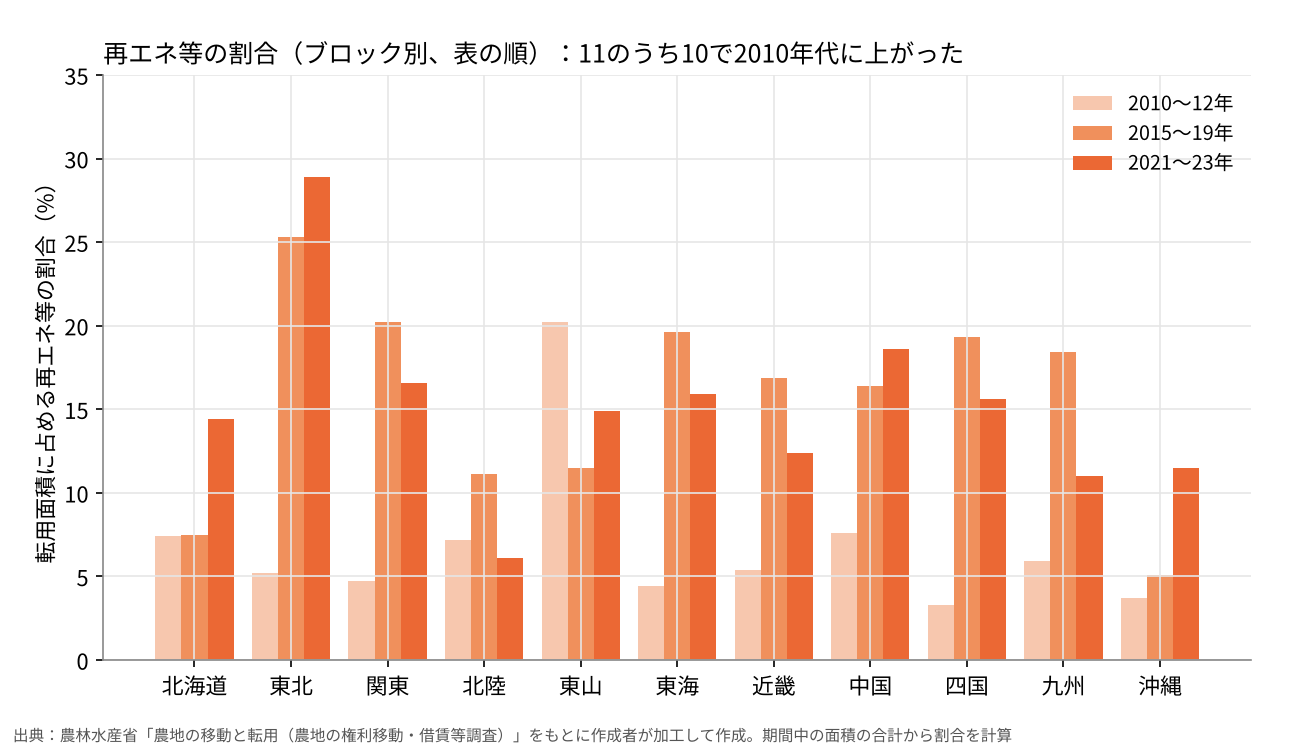 再エネ等の割合（ブロック別、表の順）：11のうち10で2010年代に上がった
転用面積に占める再エネ等の割合（%）
35
30
25
20
15
10
5
0
2010〜12年
2015〜19年
2021〜23年
北海道 東北 関東 北陸 東山 東海 近畿 中国 四国 九州 沖縄
出典：農林水産省「農地の移動と転用（農地の権利移動・借賃等調査）」をもとに作成者が加工して作成。期間中の面積の合計から割合を計算